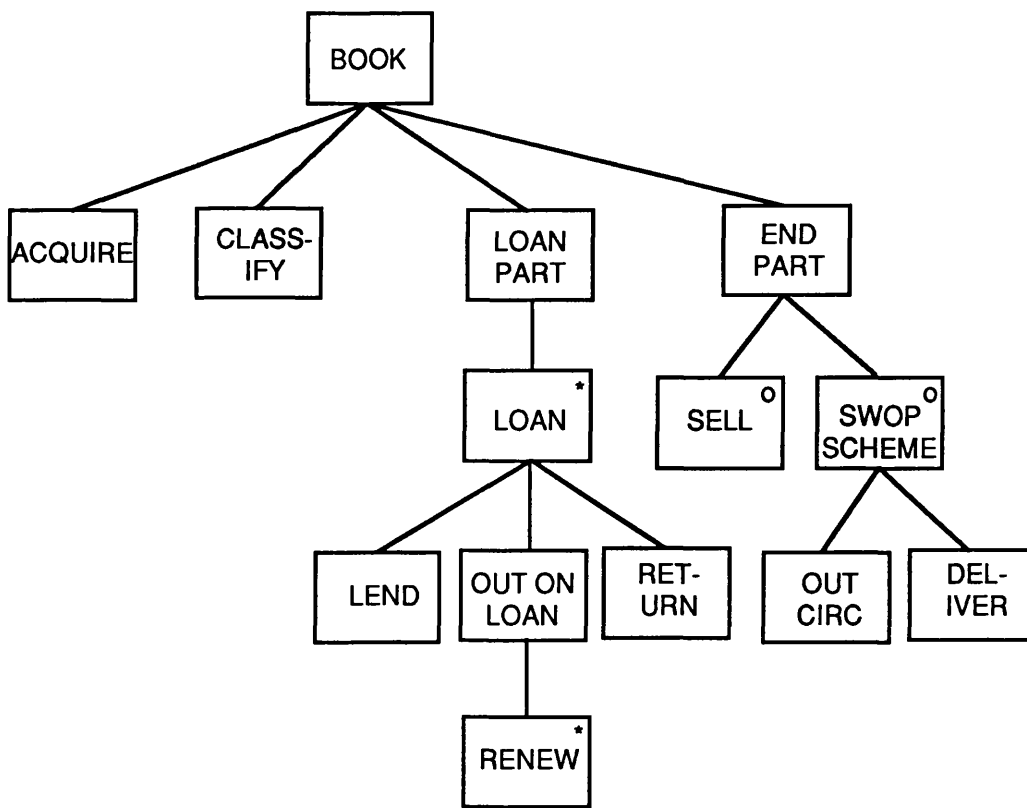 BOOK
ACQUIRE
CLASS-
IFY
LOAN
PART
END
PART
LOAN
*
SELL
O
SWOP
SCHEME
O
LEND
OUT ON
LOAN
RET-
URN
OUT
CIRC
DEL-
IVER
RENEW
*